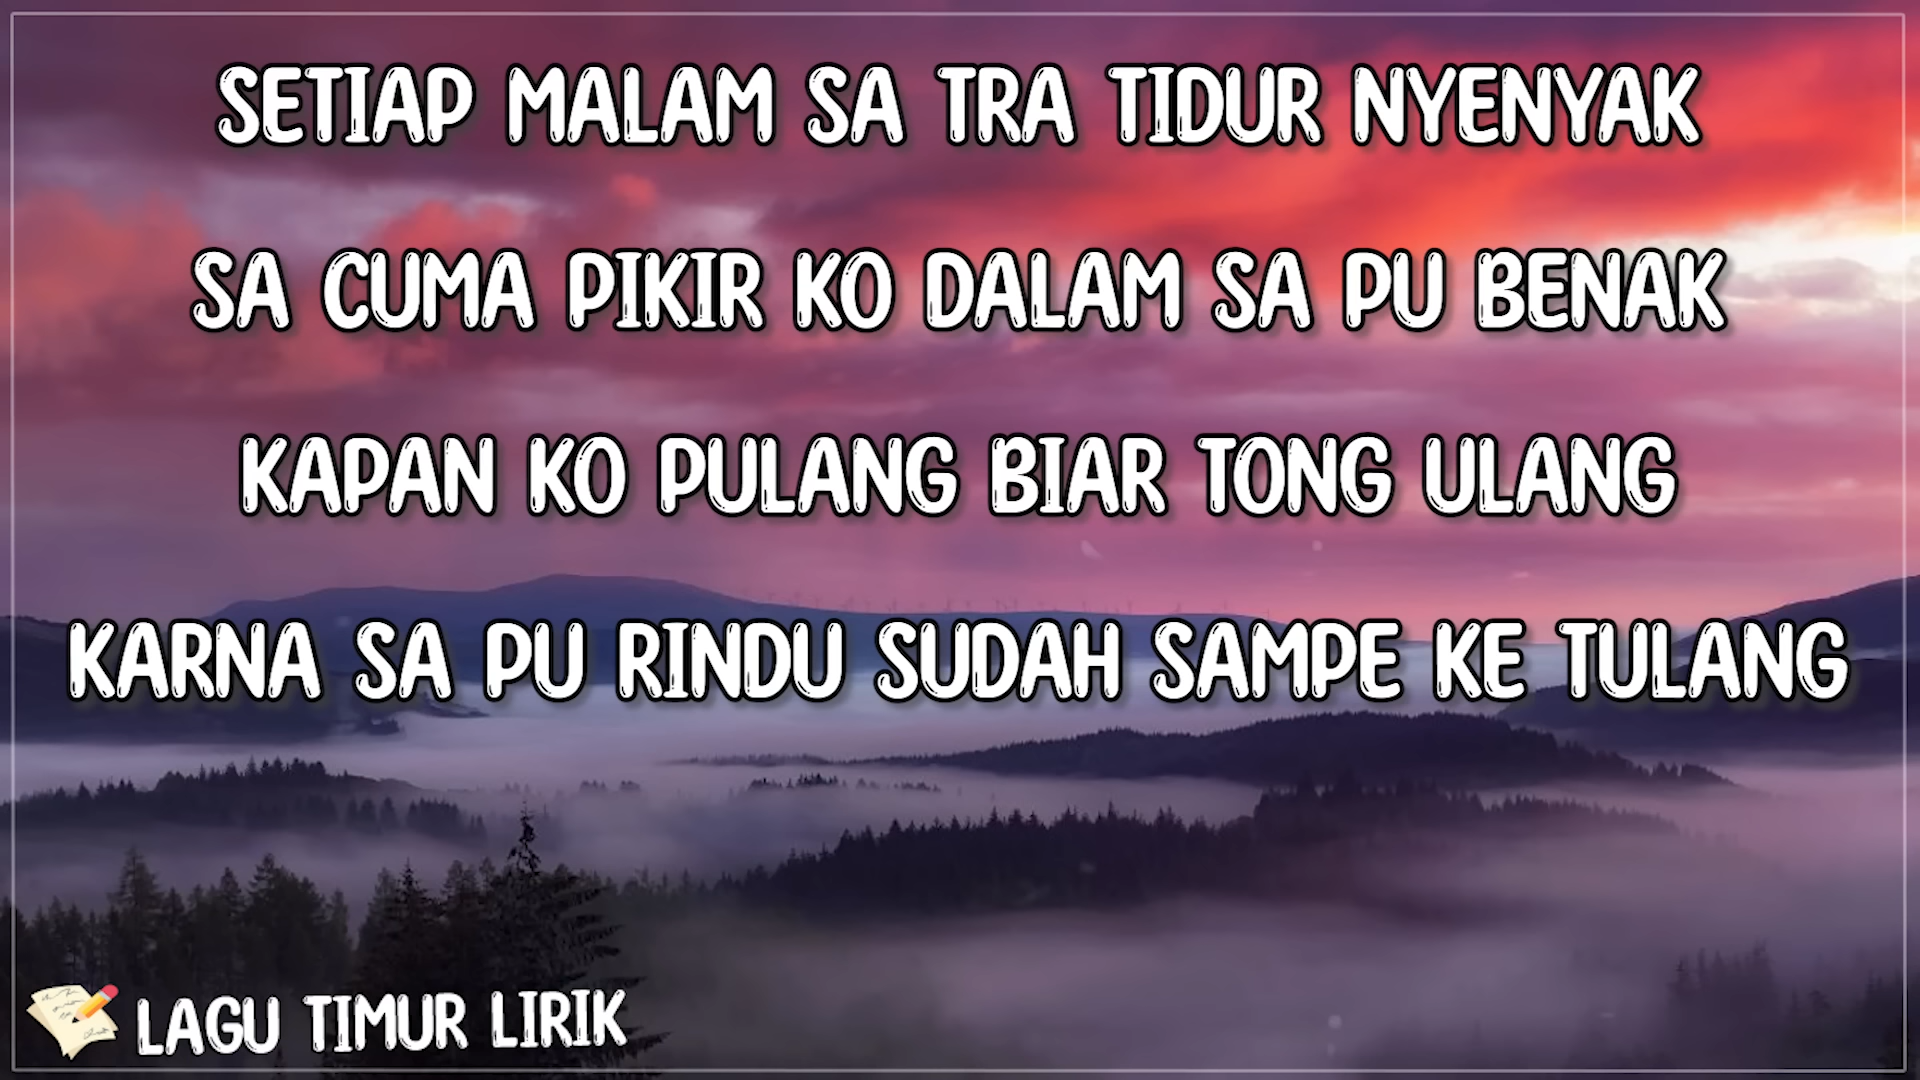 SETIAP MALAM SA TRA TIDUR NYENYAK
SA CUMA PIKIR KO DALAM SA PU BENAK
KAPAN KO PULANG BIAR TONG ULANG
KARNA SA PU RINDU SUDAH SAMPE KE TULANG
LAGU TIMUR LIRIK